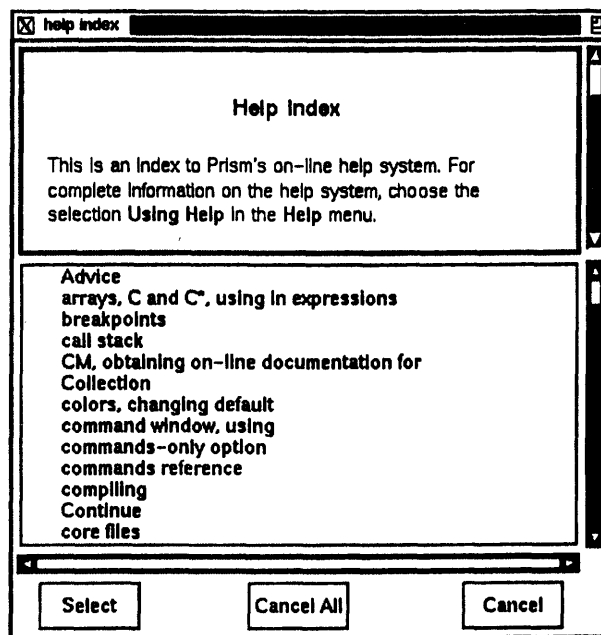 help index
Help Index
This is an index to Prism's on-line help system. For
complete information on the help system, choose the
selection Using Help in the Help menu.
Advice
arrays, C and C*, using in expressions
breakpoints
call stack
CM, obtaining on-line documentation for
Collection
colors, changing default
command window, using
commands-only option
commands reference
compiling
Continue
core files
Select
Cancel All
Cancel